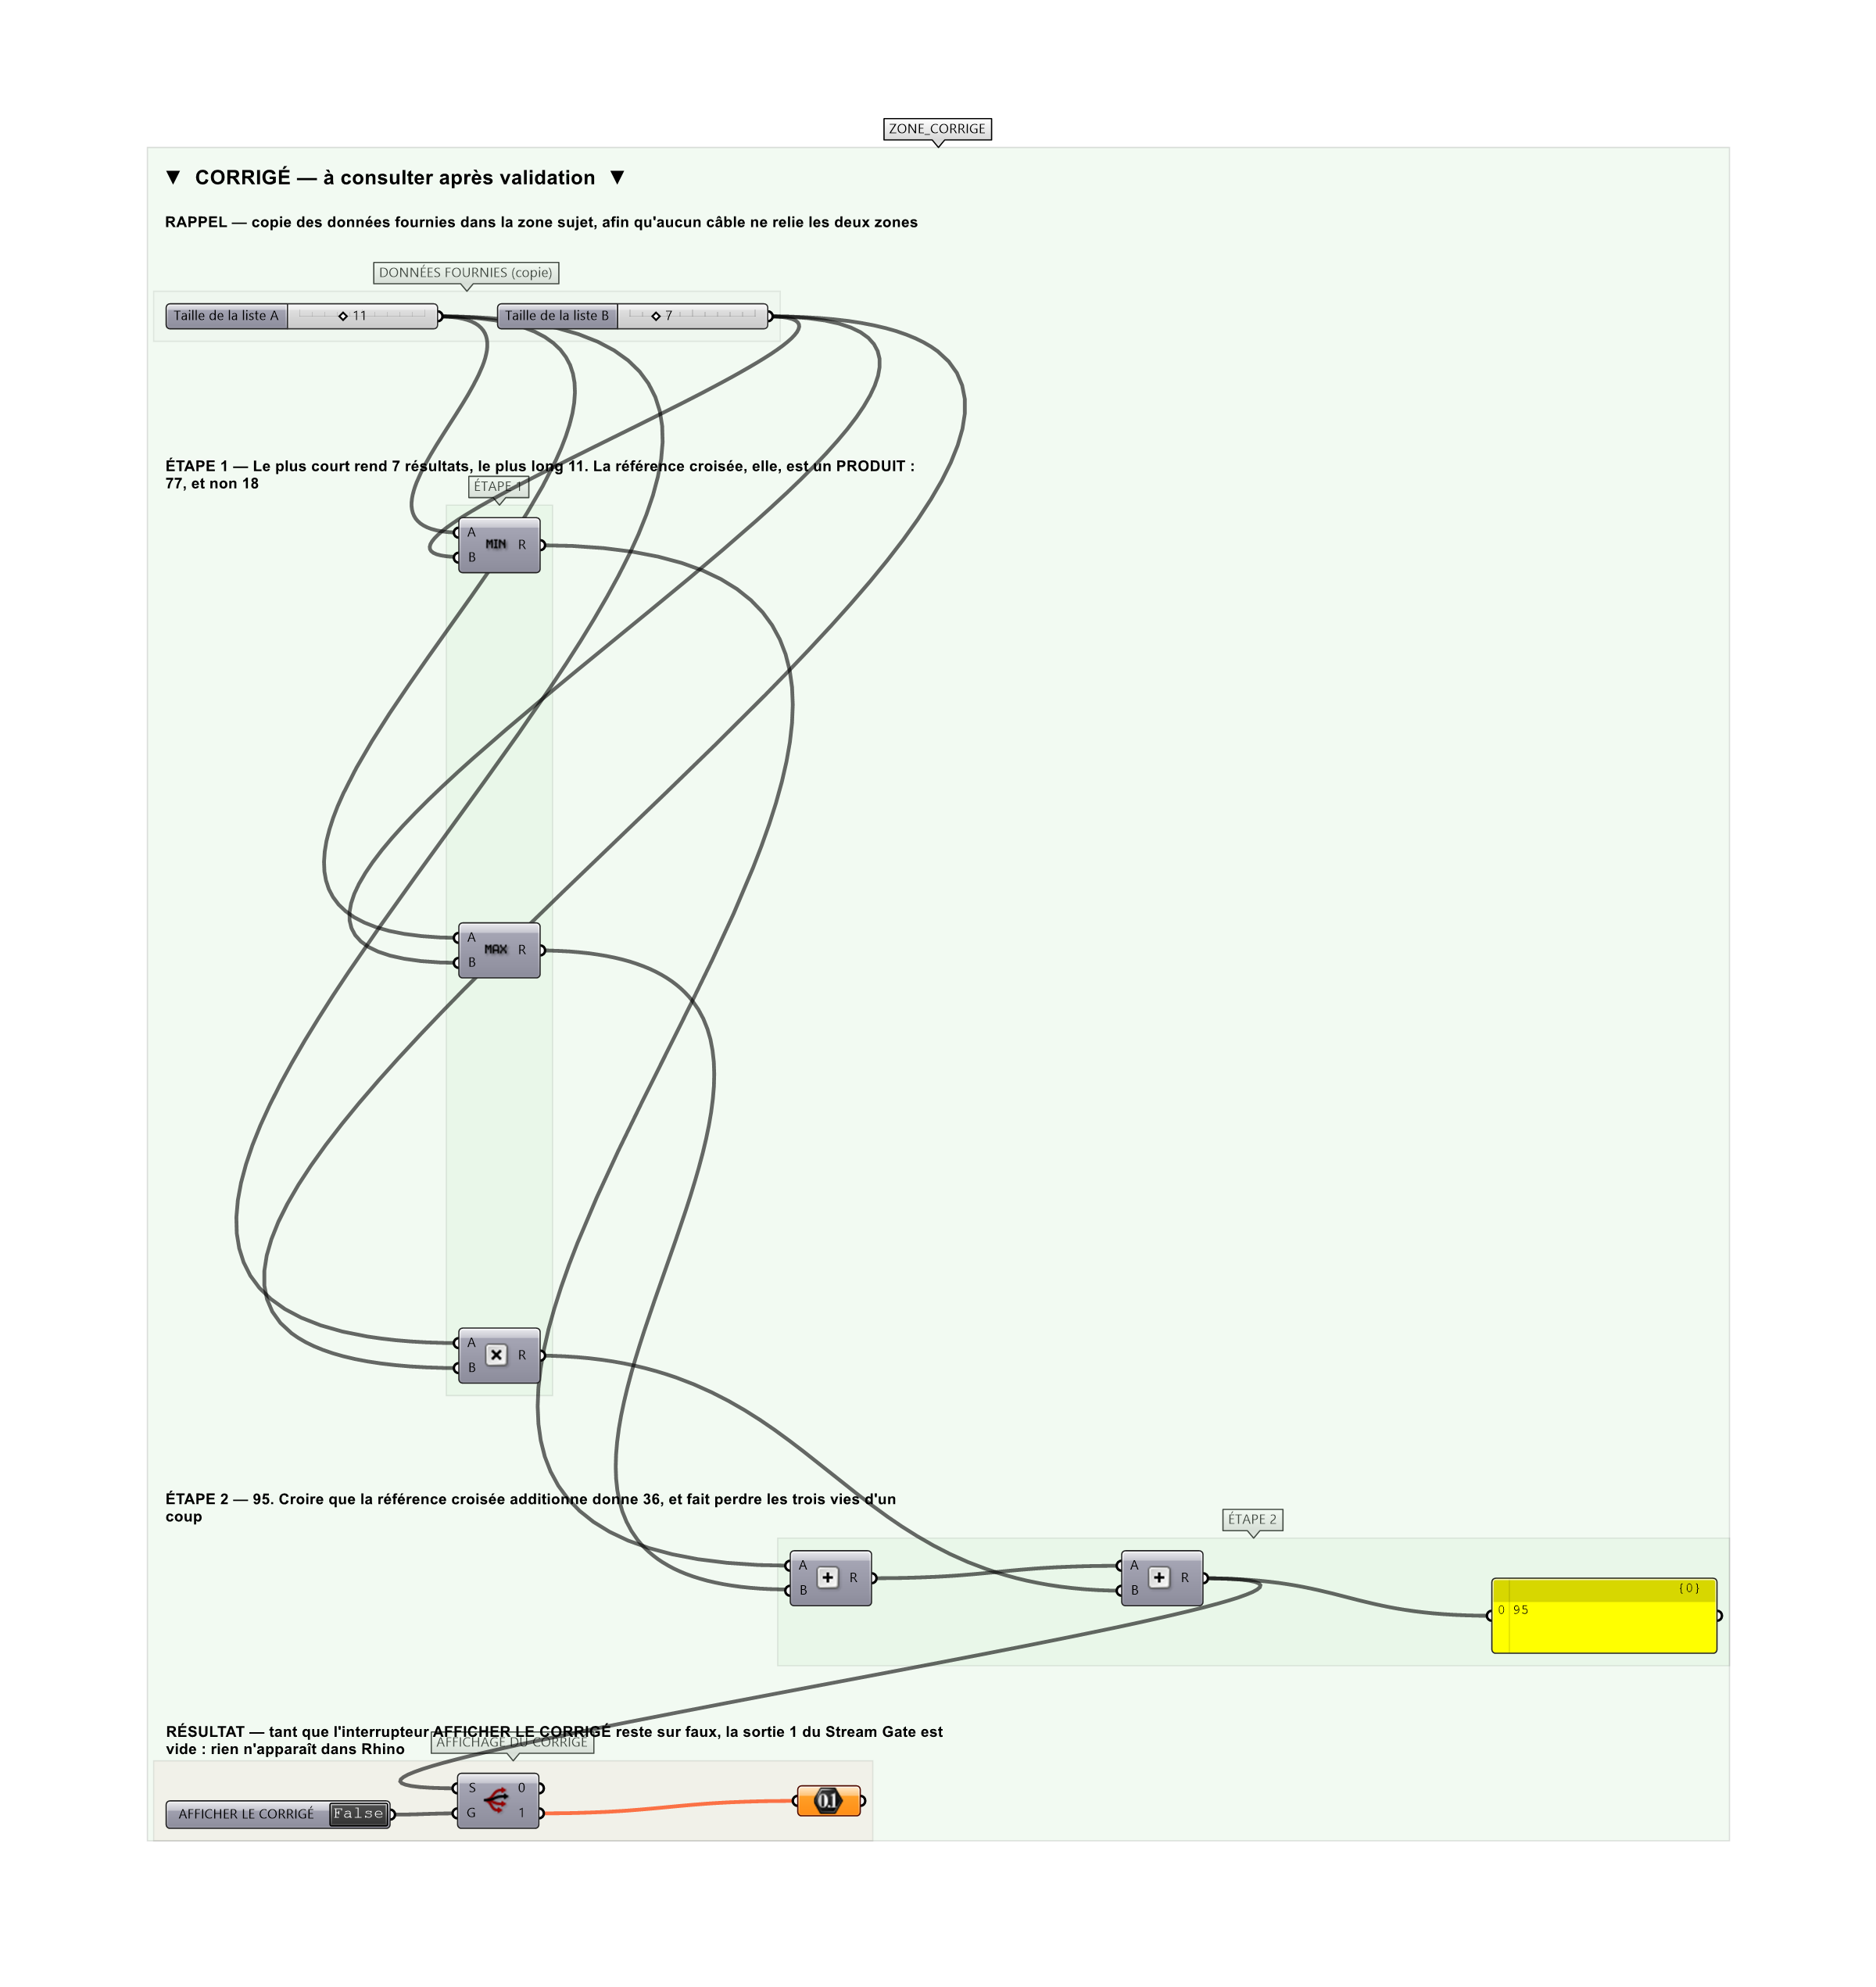 ZONE_CORRIGE
▼ CORRIGÉ — à consulter après validation ▼
RAPPEL — copie des données fournies dans la zone sujet, afin qu'aucun câble ne relie les deux zones
DONNÉES FOURNIES (copie)
Taille de la liste A 11
Taille de la liste B 7
ÉTAPE 1 — Le plus court rend 7 résultats, le plus long 11. La référence croisée, elle, est un PRODUIT :
77, et non 18
ÉTAPE 1
A MIN R
B
A MAX R
B
A × R
B
ÉTAPE 2 — 95. Croire que la référence croisée additionne donne 36, et fait perdre les trois vies d'un
coup
ÉTAPE 2
A + R
B
A + R
B
{0}
0 95
RÉSULTAT — tant que l'interrupteur AFFICHER LE CORRIGÉ reste sur faux, la sortie 1 du Stream Gate est
vide : rien n'apparaît dans Rhino
AFFICHAGE DU CORRIGÉ
S 0
G 1
AFFICHER LE CORRIGÉ False
0.1